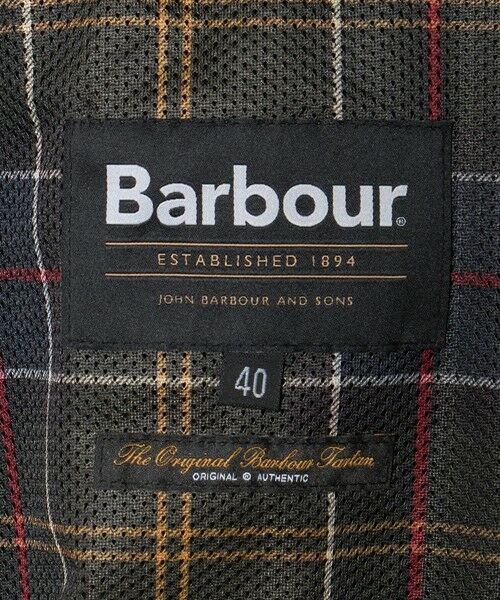 Barbour®
ESTABLISHED 1894
JOHN BARBOUR AND SONS
40
The Original Barbour Tartan
ORIGINAL ® AUTHENTIC